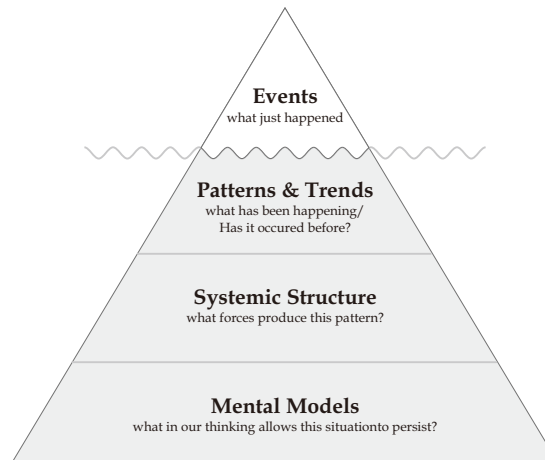 Events
what just happened
Patterns & Trends
what has been happening/
Has it occured before?
Systemic Structure
what forces produce this pattern?
Mental Models
what in our thinking allows this situationto persist?